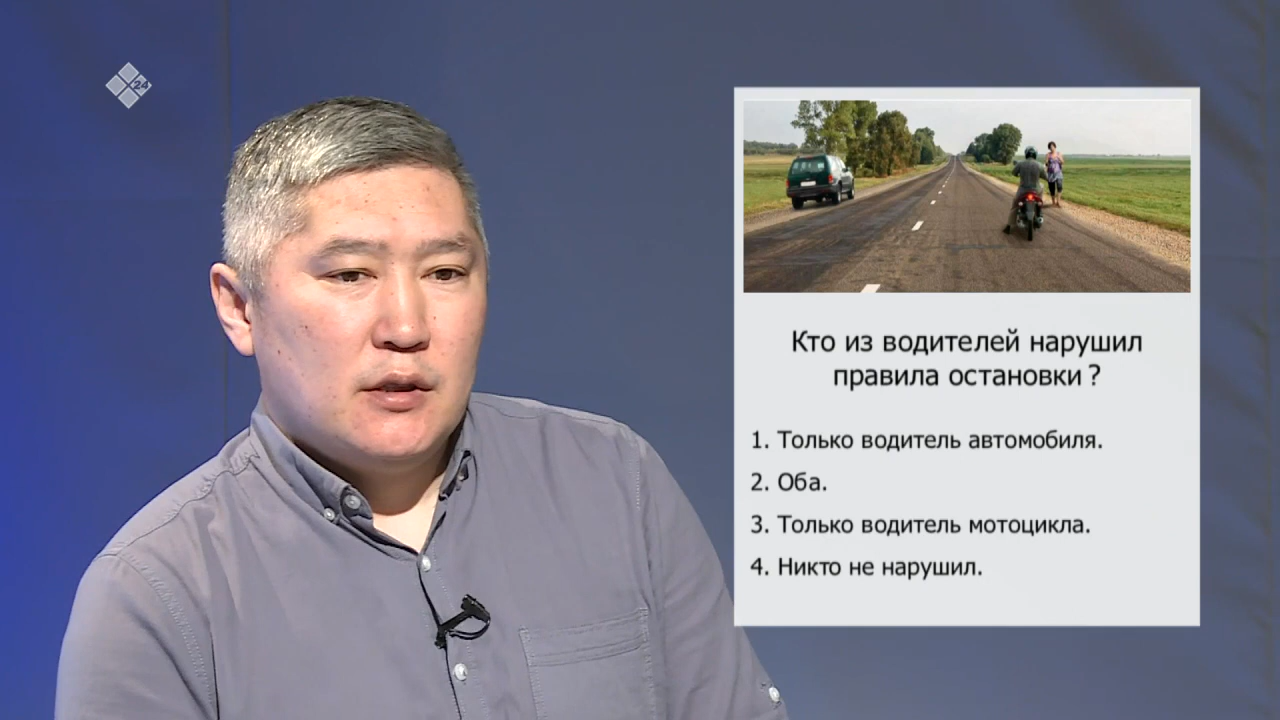 24
Кто из водителей нарушил
правила остановки ?
1. Только водитель автомобиля.
2. Оба.
3. Только водитель мотоцикла.
4. Никто не нарушил.